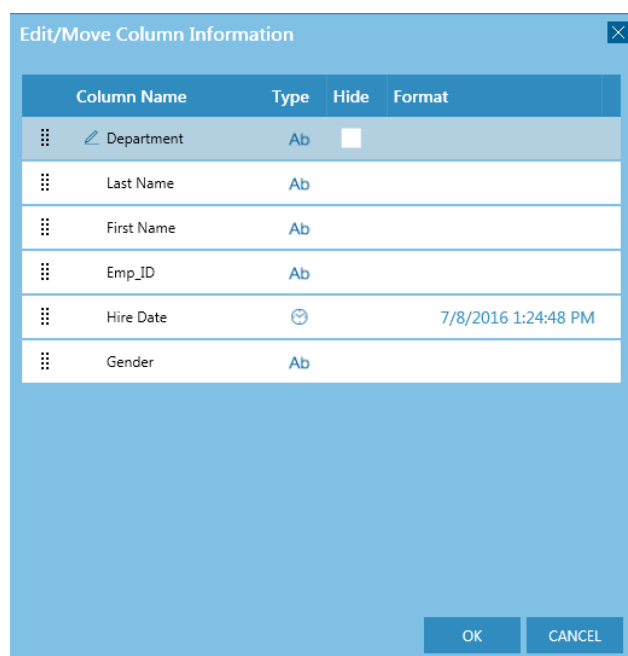 Edit/Move Column Information
Column Name Type Hide Format
Department Ab
Last Name Ab
First Name Ab
Emp_ID Ab
Hire Date 7/8/2016 1:24:48 PM
Gender Ab
OK CANCEL